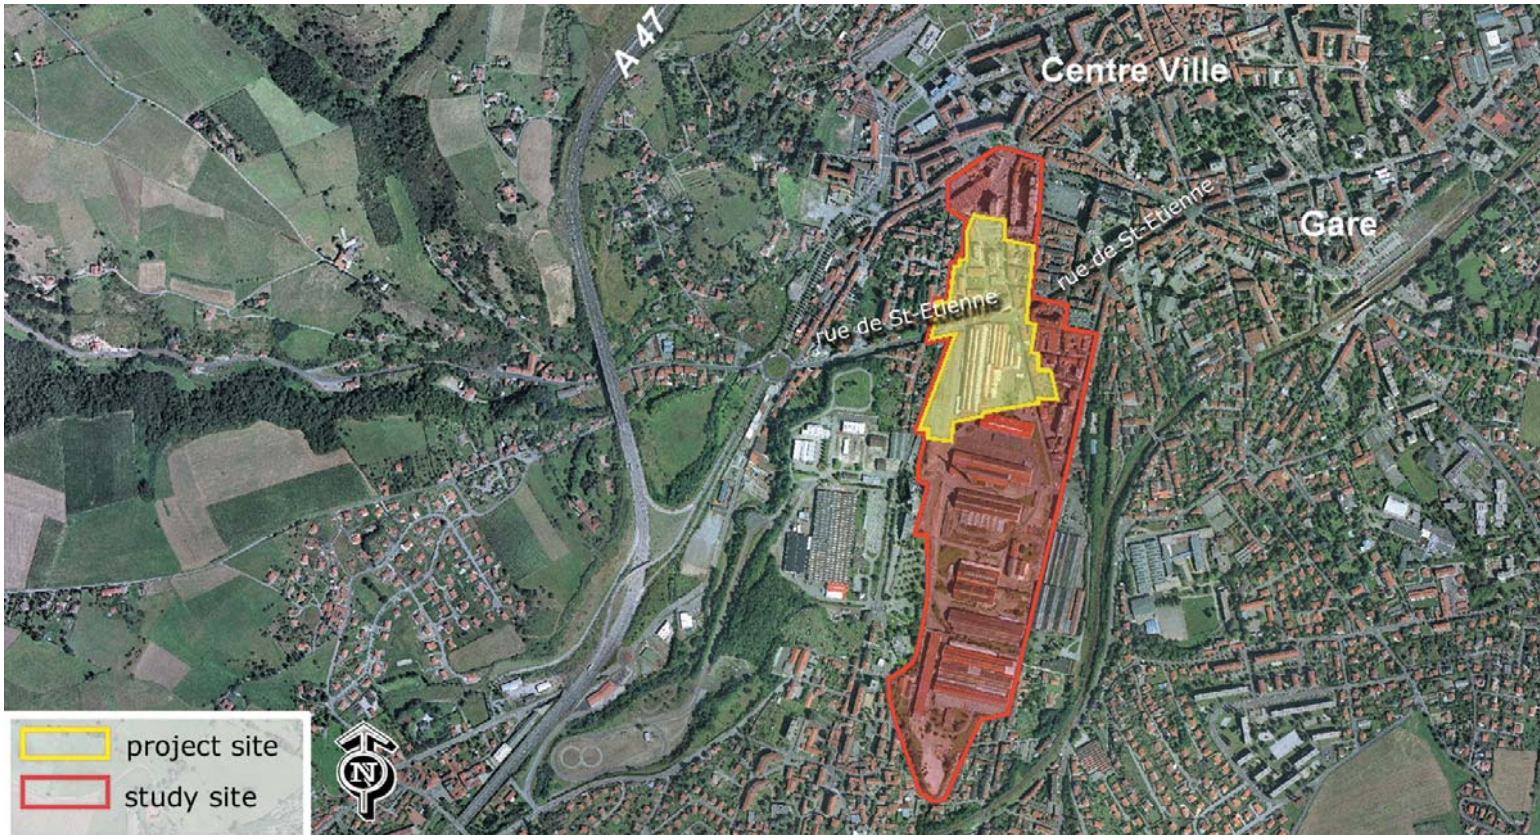 A 47
Centre Ville
rue de St-Etienne
Gare
rue de St-Etienne
project site
study site
N